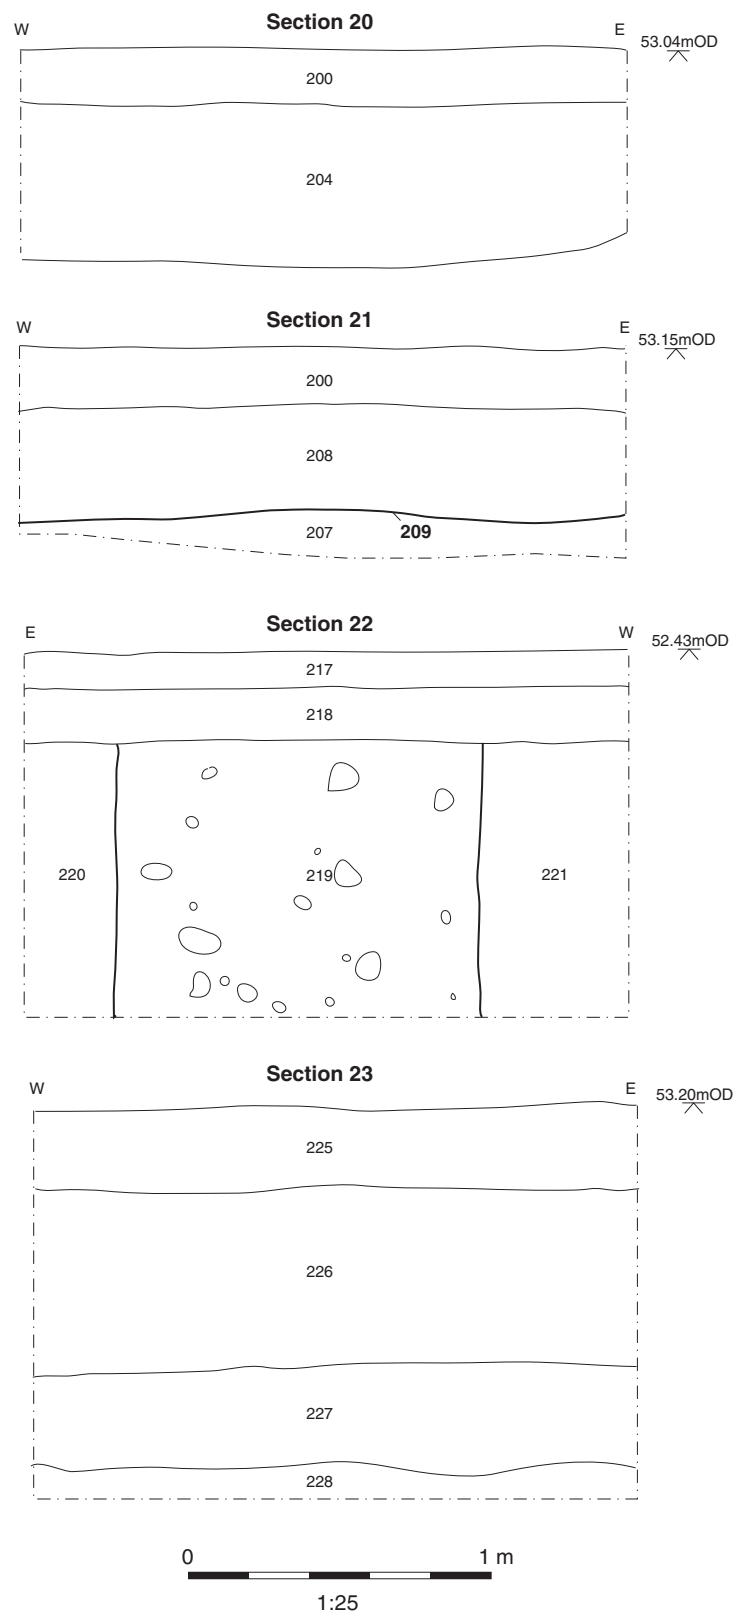 Section 20
W
E
53.04mOD
200
204
Section 21
W
E
53.15mOD
200
208
209
207
Section 22
E
W
52.43mOD
217
218
220
219
221
Section 23
W
E
53.20mOD
225
226
227
228
0
1 m
1:25